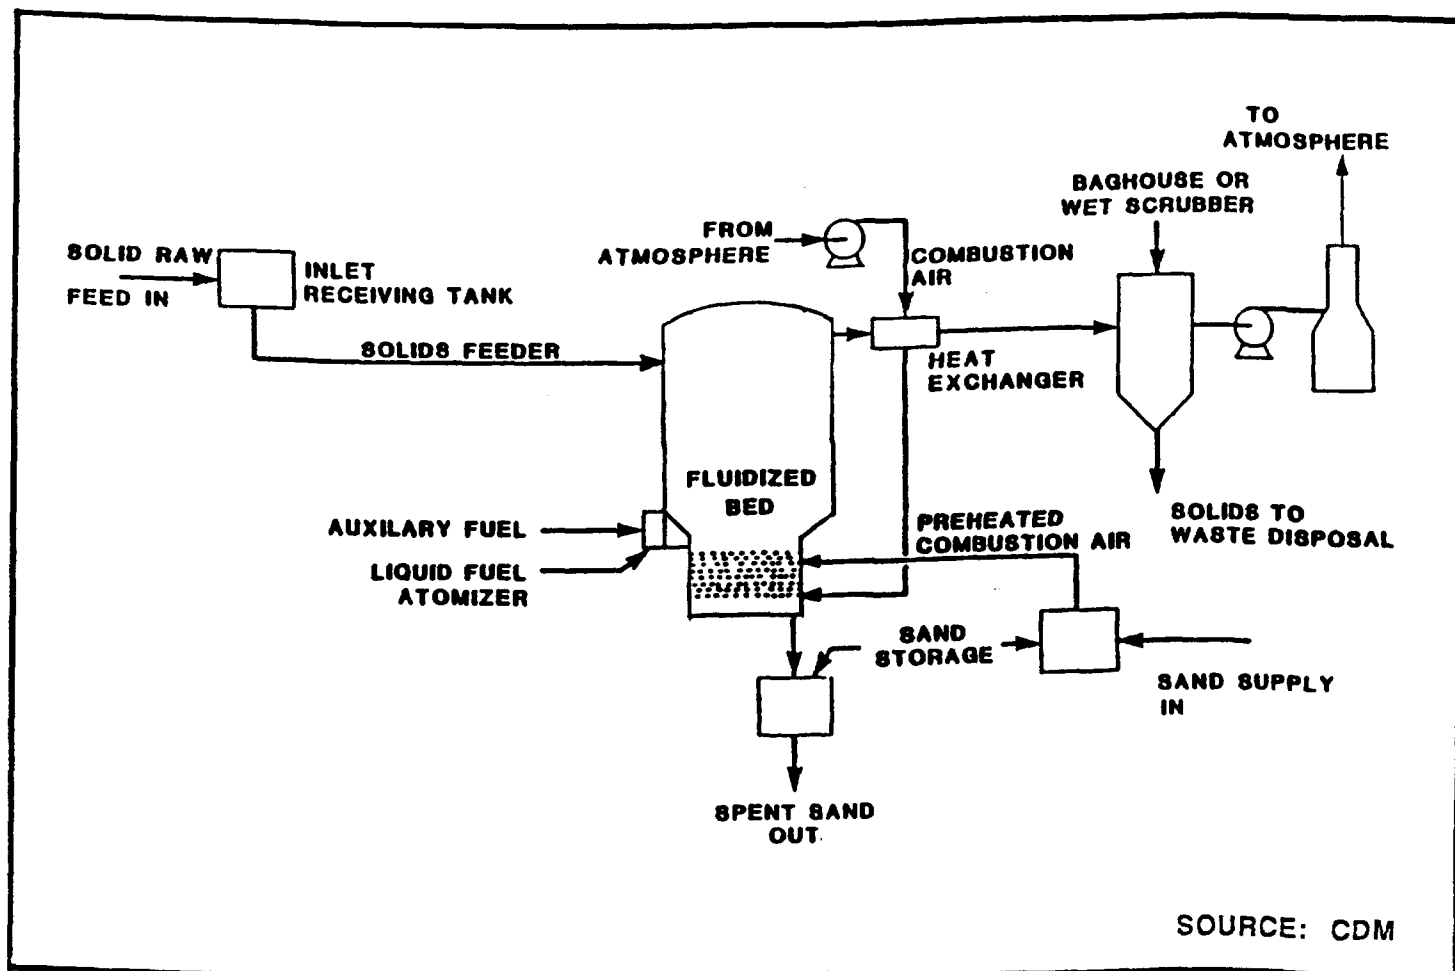 TO
ATMOSPHERE
BAGHOUSE OR
WET SCRUBBER
FROM
ATMOSPHERE
COMBUSTION
AIR
SOLID RAW
FEED IN
INLET
RECEIVING TANK
SOLIDS FEEDER
HEAT
EXCHANGER
FLUIDIZED
BED
AUXILARY FUEL
LIQUID FUEL
ATOMIZER
PREHEATED
COMBUSTION AIR
SOLIDS TO
WASTE DISPOSAL
SAND
STORAGE
SAND SUPPLY
IN
SPENT SAND
OUT
SOURCE: CDM